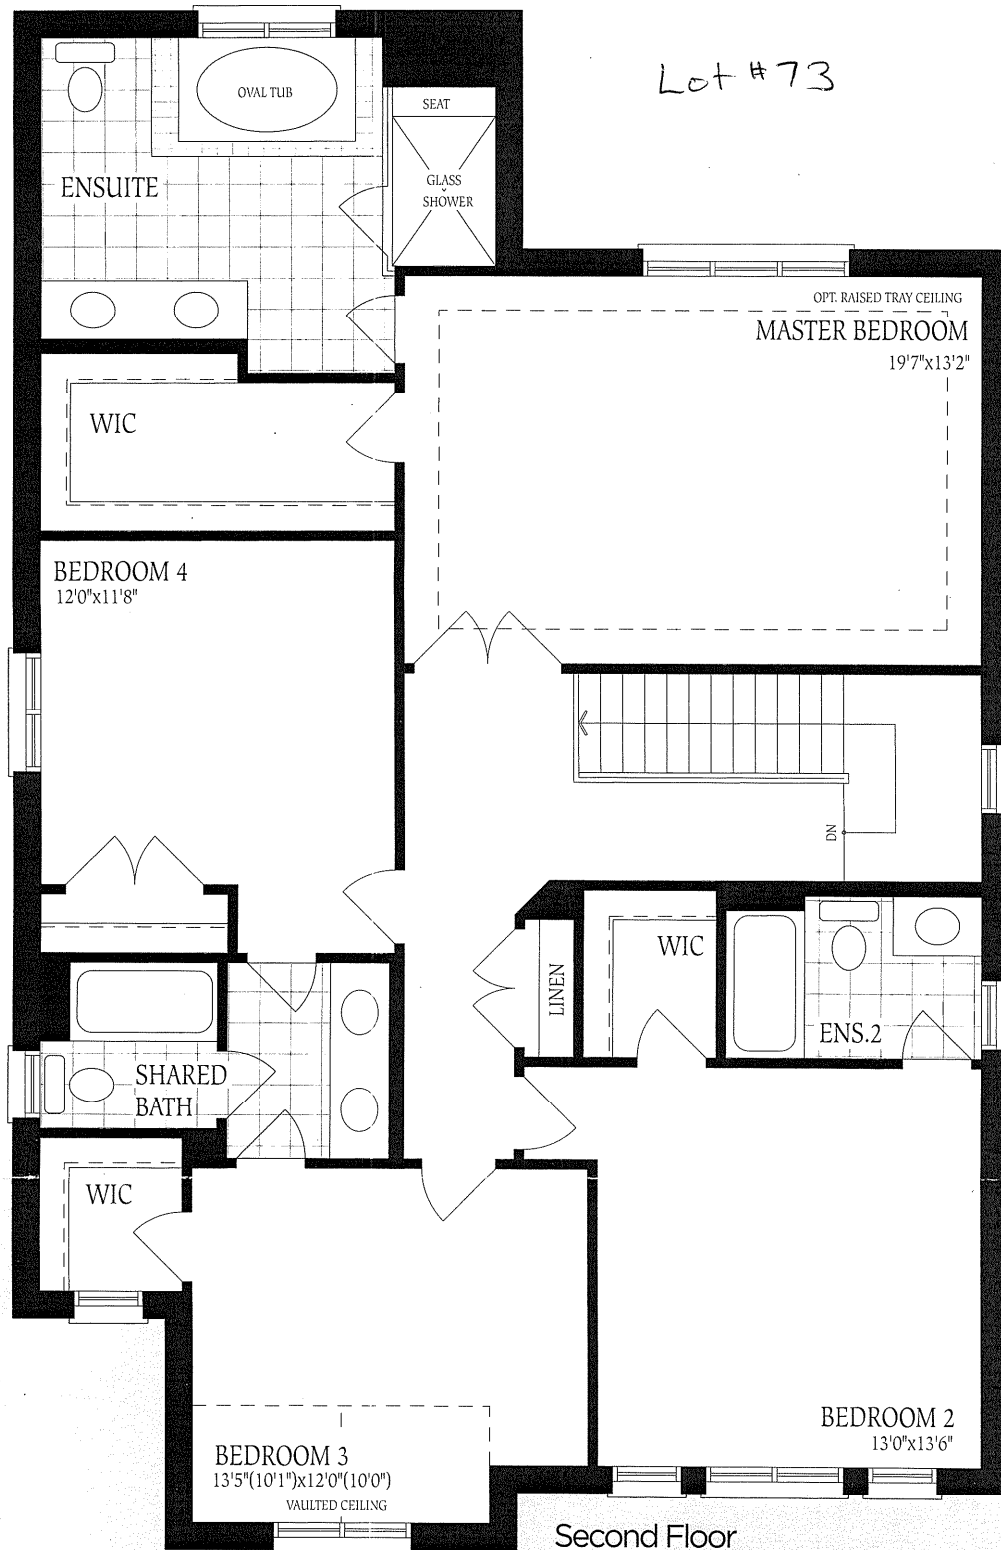 Lot #73
OVAL TUB
SEAT
ENSUITE
GLASS
SHOWER
OPT. RAISED TRAY CEILING
MASTER BEDROOM
19'7"x13'2"
WIC
BEDROOM 4
12'0"x11'8"
DN
WIC
LINEN
ENS.2
SHARED
BATH
WIC
BEDROOM 2
13'0"x13'6"
BEDROOM 3
13'5"(10'1")x12'0"(10'0")
VAULTED CEILING
Second Floor